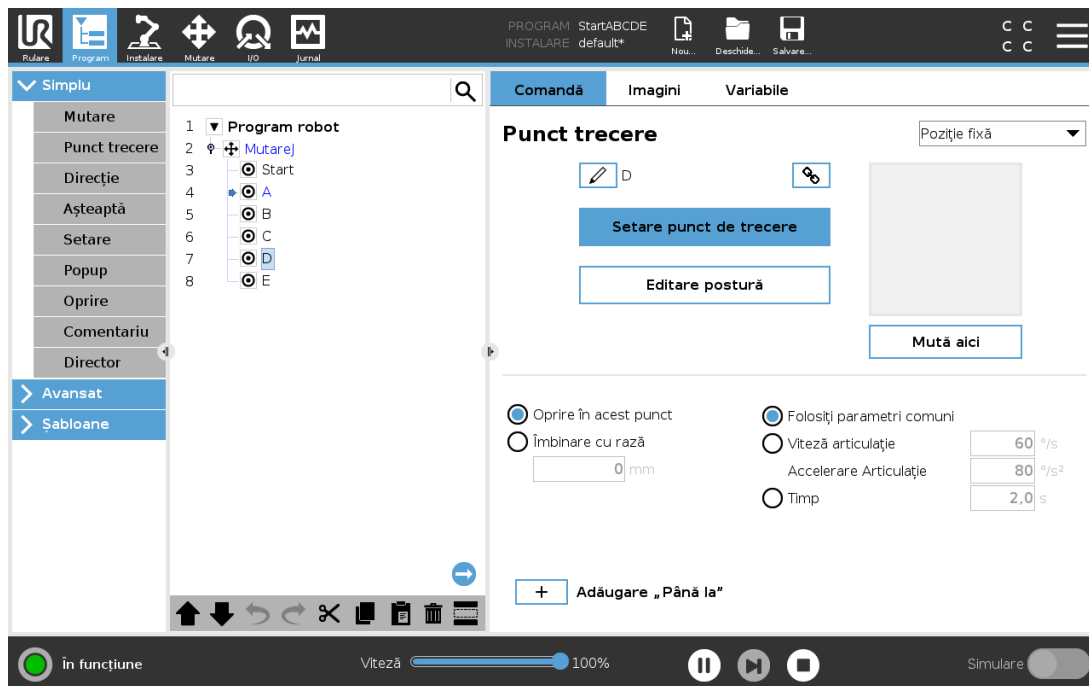 UR
Rulare
Program
Instalare
Mutare
I/O
Jurnal
PROGRAM StartABCDE
INSTALARE default*
Nou...
Deschide...
Salvare...
C C
C C
Simplu
Mutare
Punct trecere
Direcție
Așteaptă
Setare
Popup
Oprire
Comentariu
Director
Avansat
Șabloane
1 Program robot
2 MutareJ
3 Start
4 A
5 B
6 C
7 D
8 E
Comandă Imagini Variabile
Punct trecere
Poziție fixă
D
Setare punct de trecere
Editare postură
Mută aici
Oprire în acest punct
Îmbinare cu rază
0 mm
Folosiți parametri comuni
Viteză articulație 60 °/s
Accelerare Articulație 80 °/s²
Timp 2,0 s
+ Adăugare „Până la”
În funcțiune
Viteză 100%
Simulare